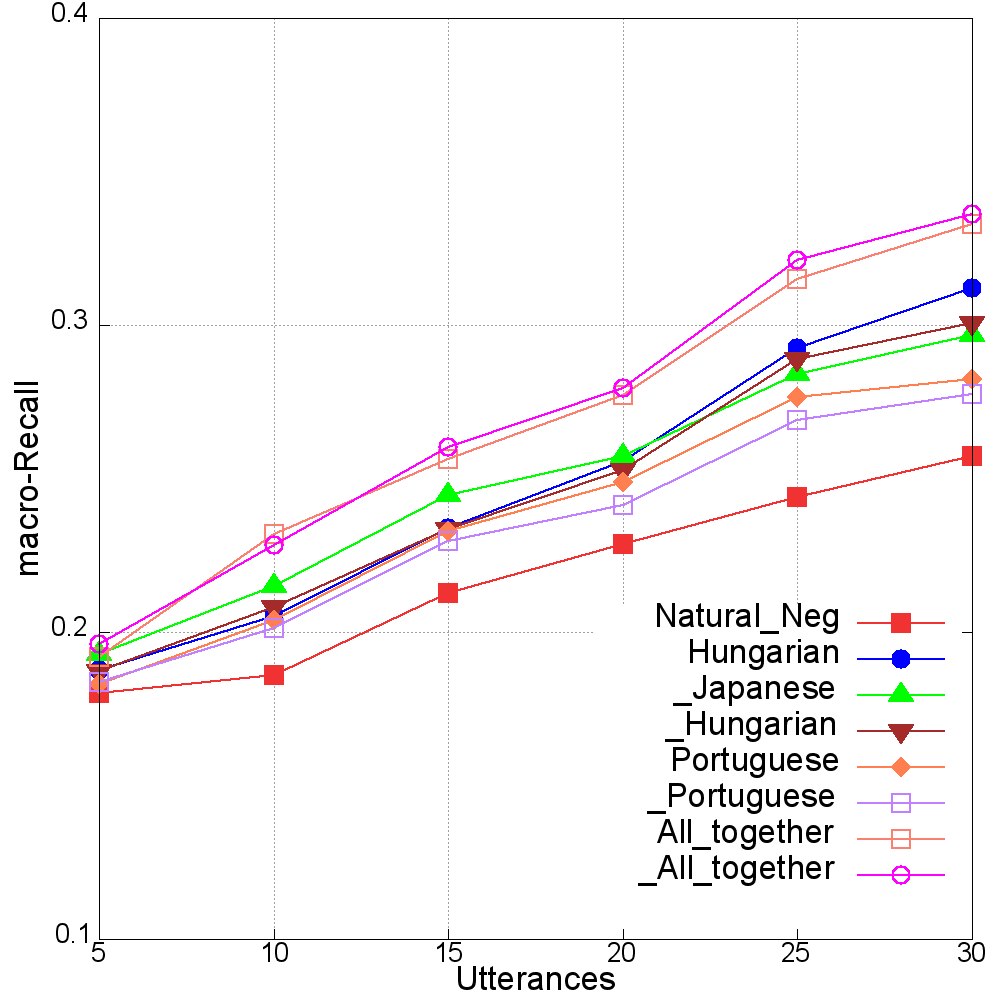 0.4
0.3
0.2
0.1
macro-Recall
Natural_Neg
Hungarian
_Japanese
_Hungarian
Portuguese
_Portuguese
All_together
_All_together
5 10 15 20 25 30
Utterances